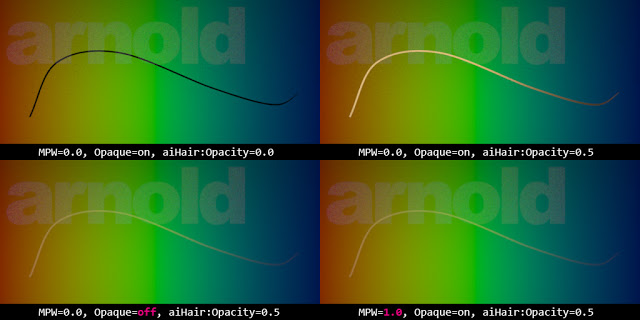 arnold
arnold
MPW=0.0, Opaque=on, aiHair:Opacity=0.0
MPW=0.0, Opaque=on, aiHair:Opacity=0.5
arnold
arnold
MPW=0.0, Opaque=off, aiHair:Opacity=0.5
MPW=1.0, Opaque=on, aiHair:Opacity=0.5